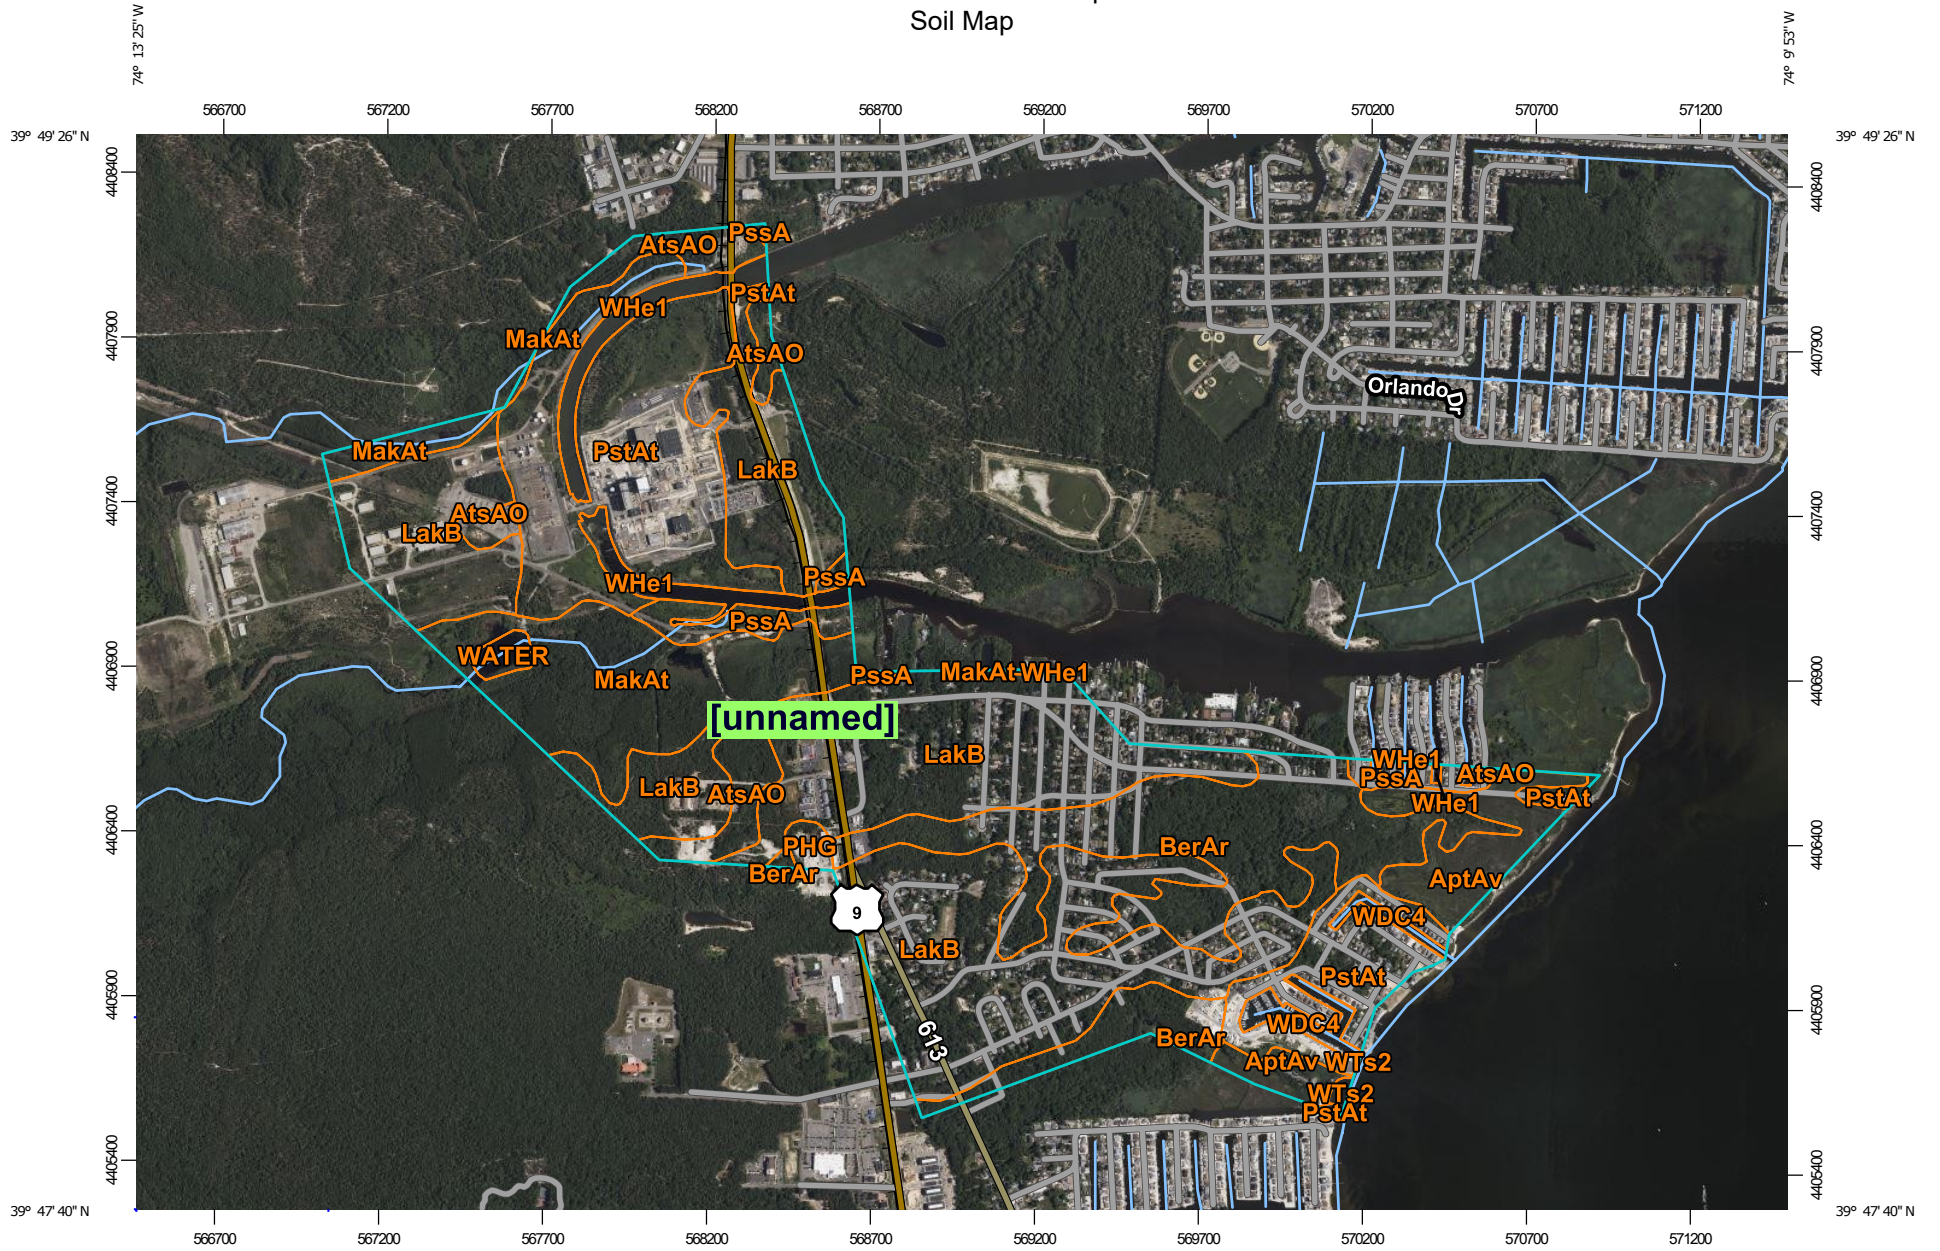 Soil Map
74° 13' 25" W
74° 9' 53" W
566700 567200 567700 568200 568700 569200 569700 570200 570700 571200
39° 49' 26" N
39° 49' 26" N
4408400
4408400
PssA
AtsAO
PstAt
WHe1
4407900
4407900
MakAt
AtsAO
Orlando Dr
MakAt
PstAt
LakB
4407400
4407400
AtsAO
LakB
PssA
WHe1
PssA
WATER
4406900
4406900
MakAt
PssA
MakAt
WHe1
[unnamed]
LakB
WHe1
PssA
AtsAO
LakB
AtsAO
WHe1
PstAt
4406400
4406400
PHG
BerAr
BerAr
AptAv
9
WDC4
LakB
PstAt
4405900
4405900
WDC4
613
BerAr
AptAv
WTs2
WTs2
PstAt
4405400
4405400
39° 47' 40" N
39° 47' 40" N
566700 567200 567700 568200 568700 569200 569700 570200 570700 571200